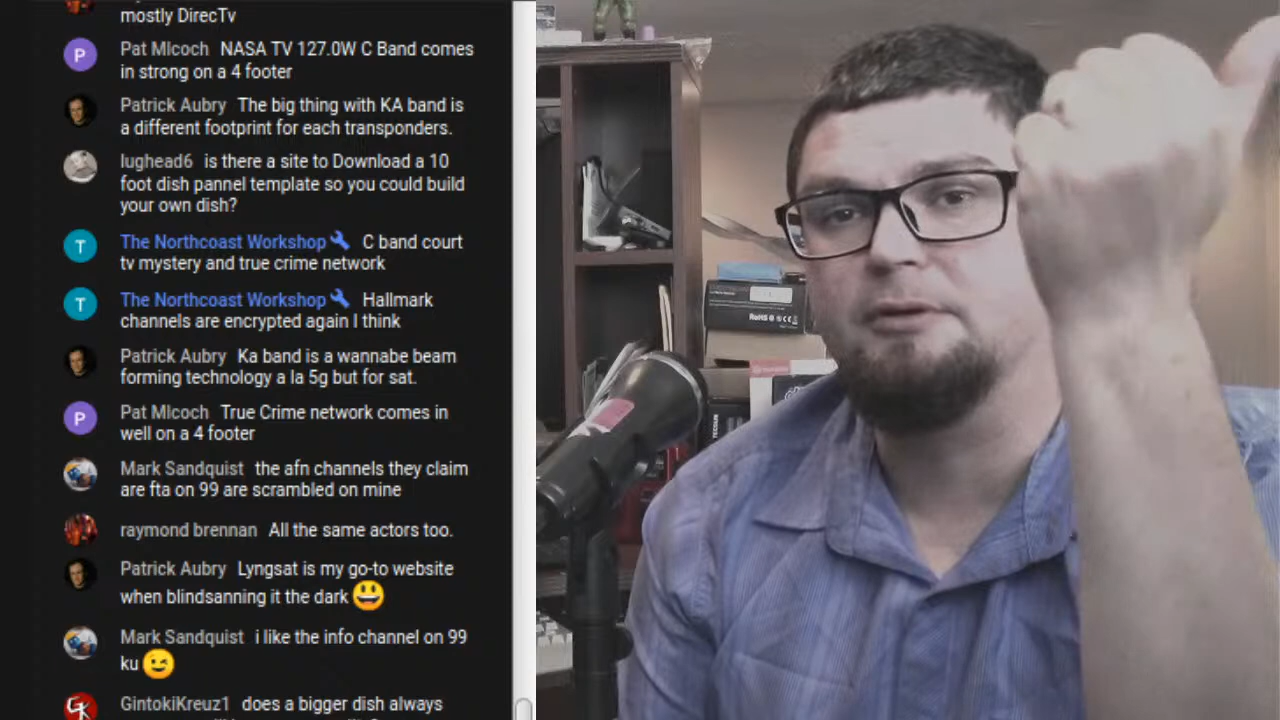 mostly DirecTv
P
Pat Mlcoch NASA TV 127.0W C Band comes
in strong on a 4 footer
Patrick Aubry The big thing with KA band is
a different footprint for each transponders.
lughead6 is there a site to Download a 10
foot dish pannel template so you could build
your own dish?
T
The Northcoast Workshop C band court
tv mystery and true crime network
T
The Northcoast Workshop Hallmark
channels are encrypted again I think
Patrick Aubry Ka band is a wannabe beam
forming technology a la 5g but for sat.
P
Pat Mlcoch True Crime network comes in
well on a 4 footer
Mark Sandquist the afn channels they claim
are fta on 99 are scrambled on mine
raymond brennan All the same actors too.
Patrick Aubry Lyngsat is my go-to website
when blindsanning it the dark 😃
Mark Sandquist i like the info channel on 99
ku 😉
GK
GintokiKreuz1 does a bigger dish always
RoHS